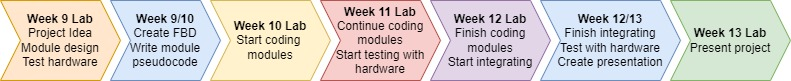 Week 9 Lab
Project Idea
Module design
Test hardware
Week 9/10
Create FBD
Write module
pseudocode
Week 10 Lab
Start coding
modules
Week 11 Lab
Continue coding
modules
Start testing with
hardware
Week 12 Lab
Finish coding
modules
Start integrating
Week 12/13
Finish integrating
Test with hardware
Create presentation
Week 13 Lab
Present project